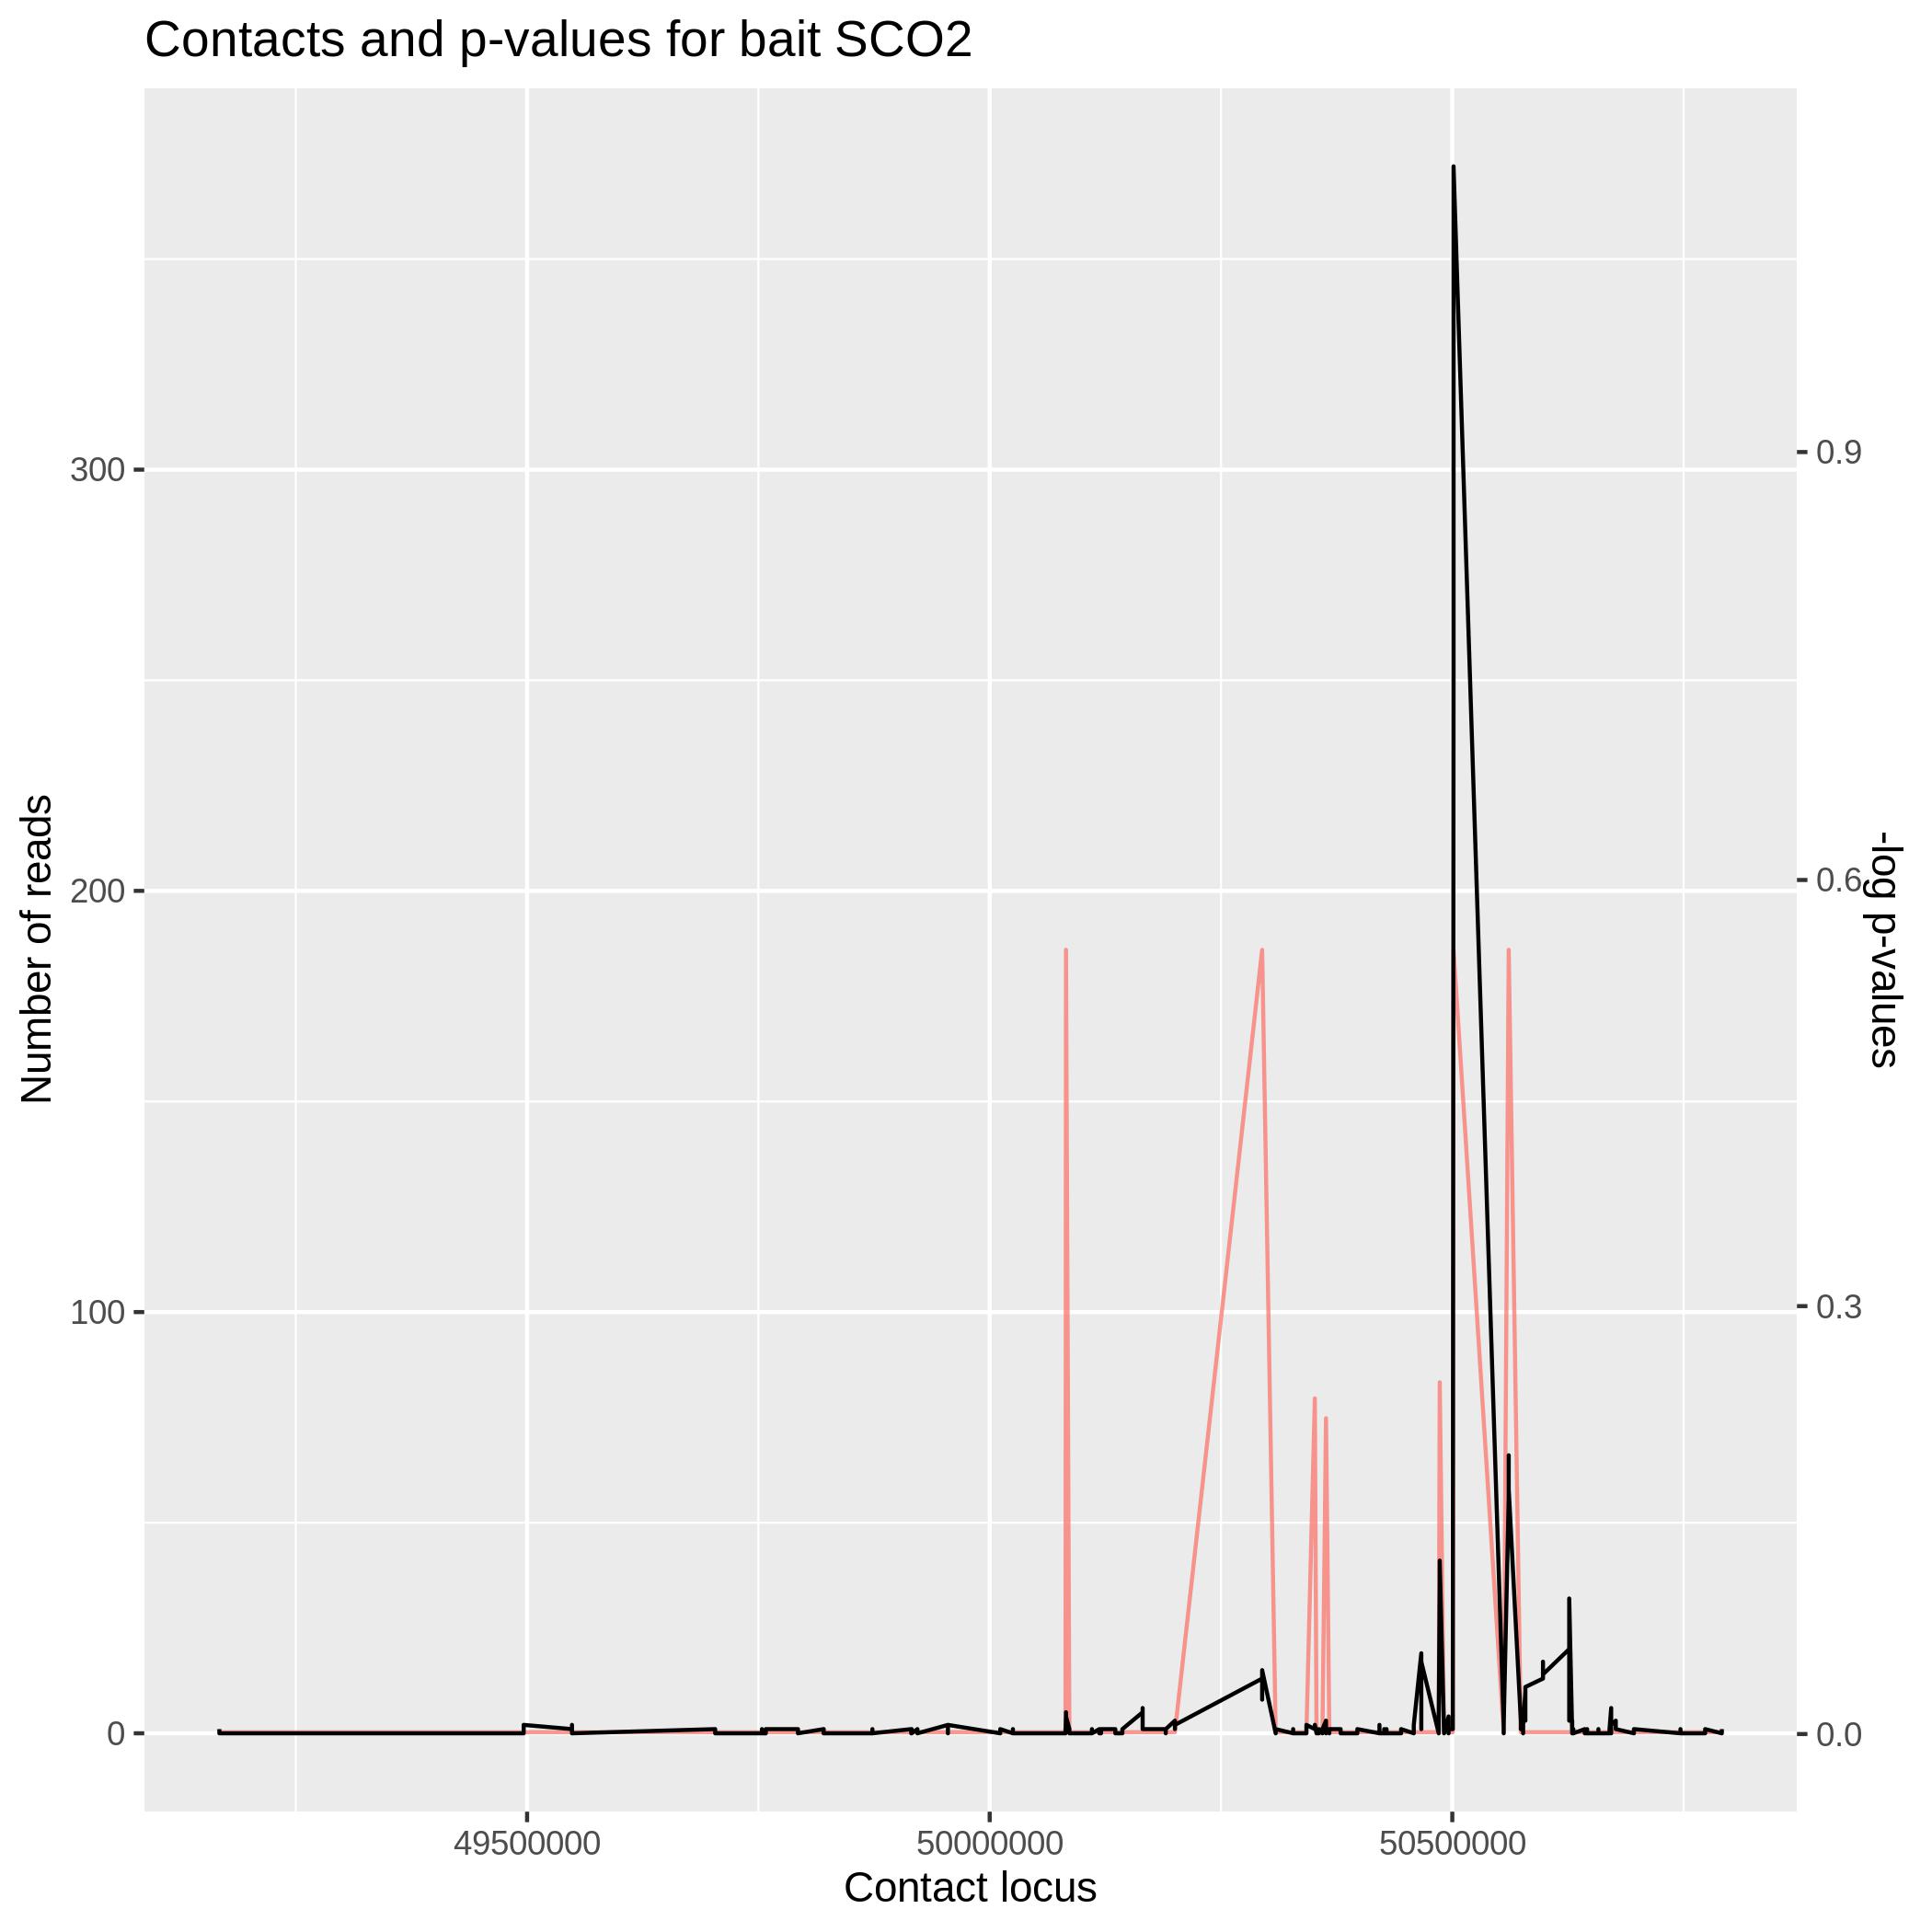 Contacts and p-values for bait SCO2
Number of reads
300
200
100
0
0.9
0.6
0.3
0.0
-log p-values
49500000
50000000
50500000
Contact locus